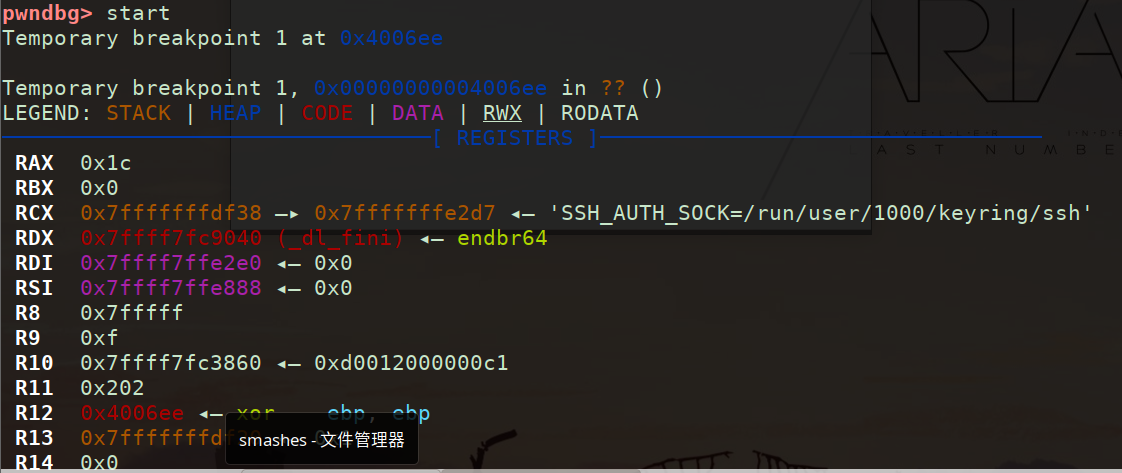 pwndbg> start
Temporary breakpoint 1 at 0x4006ee
Temporary breakpoint 1, 0x00000000004006ee in ?? ()
LEGEND: STACK | HEAP | CODE | DATA | RWX | RODATA
[ REGISTERS ]
RAX 0x1c
RBX 0x0
RCX 0x7fffffffdf38 —▸ 0x7fffffffe2d7 ◂— 'SSH_AUTH_SOCK=/run/user/1000/keyring/ssh'
RDX 0x7ffff7fc9040 (_dl_fini) ◂— endbr64
RDI 0x7ffff7ffe2e0 ◂— 0x0
RSI 0x7ffff7ffe888 ◂— 0x0
R8 0x7fffff
R9 0xf
R10 0x7ffff7fc3860 ◂— 0xd0012000000c1
R11 0x202
R12 0x4006ee ◂— xor ebp, ebp
R13
R14 0x0
smashes - 文件管理器
ARIA
AST NUMBE